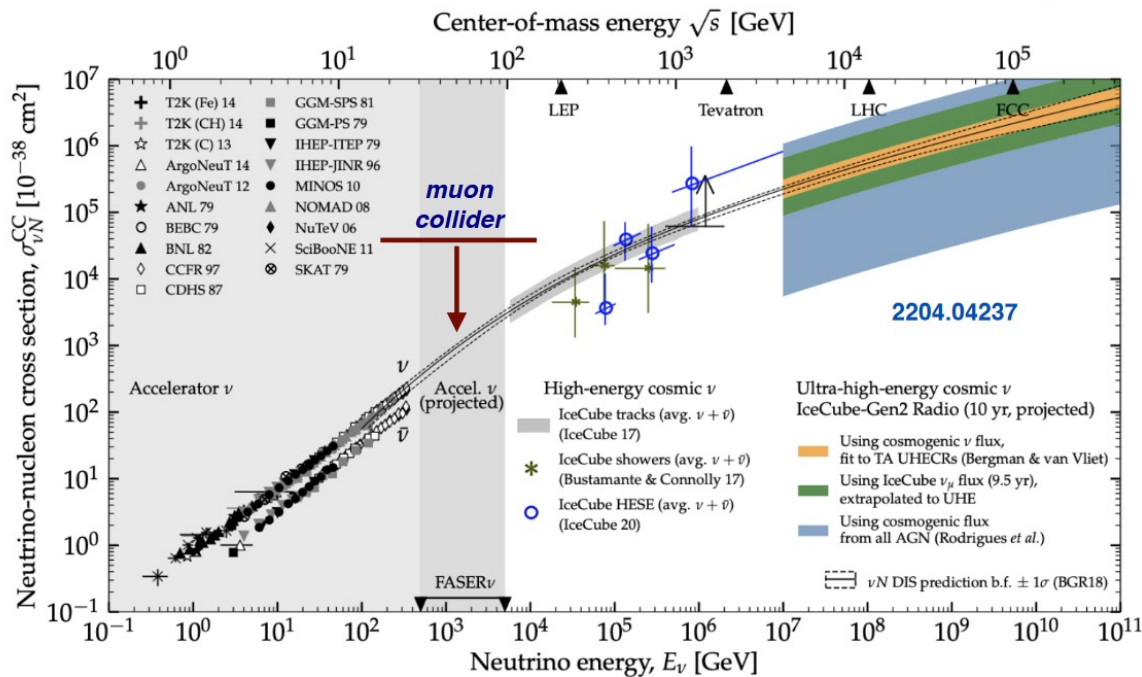 Center-of-mass energy √s [GeV]
10⁰ 10¹ 10² 10³ 10⁴ 10⁵
10⁷
10⁶
10⁵
10⁴
10³
10²
10¹
10⁰
10⁻¹
Neutrino-nucleon cross section, σ^CC_νN [10⁻³⁸ cm²]
T2K (Fe) 14
T2K (CH) 14
T2K (C) 13
ArgoNeuT 14
ArgoNeuT 12
ANL 79
BEBC 79
BNL 82
CCFR 97
CDHS 87
GGM-SPS 81
GGM-PS 79
IHEP-ITEP 79
IHEP-JINR 96
MINOS 10
NOMAD 08
NuTeV 06
SciBooNE 11
SKAT 79
muon
collider
LEP
Tevatron
LHC
FCC
2204.04237
Accelerator ν
ν
ν̄
Accel. ν
(projected)
FASERν
High-energy cosmic ν
IceCube tracks (avg. ν + ν̄)
(IceCube 17)
IceCube showers (avg. ν + ν̄)
(Bustamante & Connolly 17)
IceCube HESE (avg. ν + ν̄)
(IceCube 20)
Ultra-high-energy cosmic ν
IceCube-Gen2 Radio (10 yr, projected)
Using cosmogenic ν flux,
fit to TA UHECRs (Bergman & van Vliet)
Using IceCube ν_μ flux (9.5 yr),
extrapolated to UHE
Using cosmogenic flux
from all AGN (Rodrigues et al.)
νN DIS prediction b.f. ± 1σ (BGR18)
10⁻¹ 10⁰ 10¹ 10² 10³ 10⁴ 10⁵ 10⁶ 10⁷ 10⁸ 10⁹ 10¹⁰ 10¹¹
Neutrino energy, E_ν [GeV]